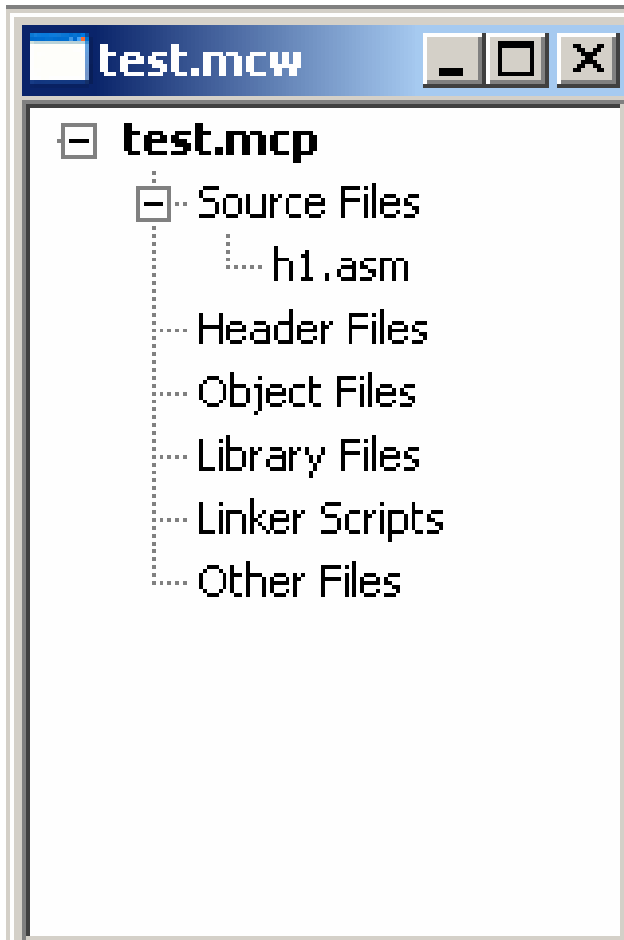 test.mcw
test.mcp
Source Files
h1.asm
Header Files
Object Files
Library Files
Linker Scripts
Other Files